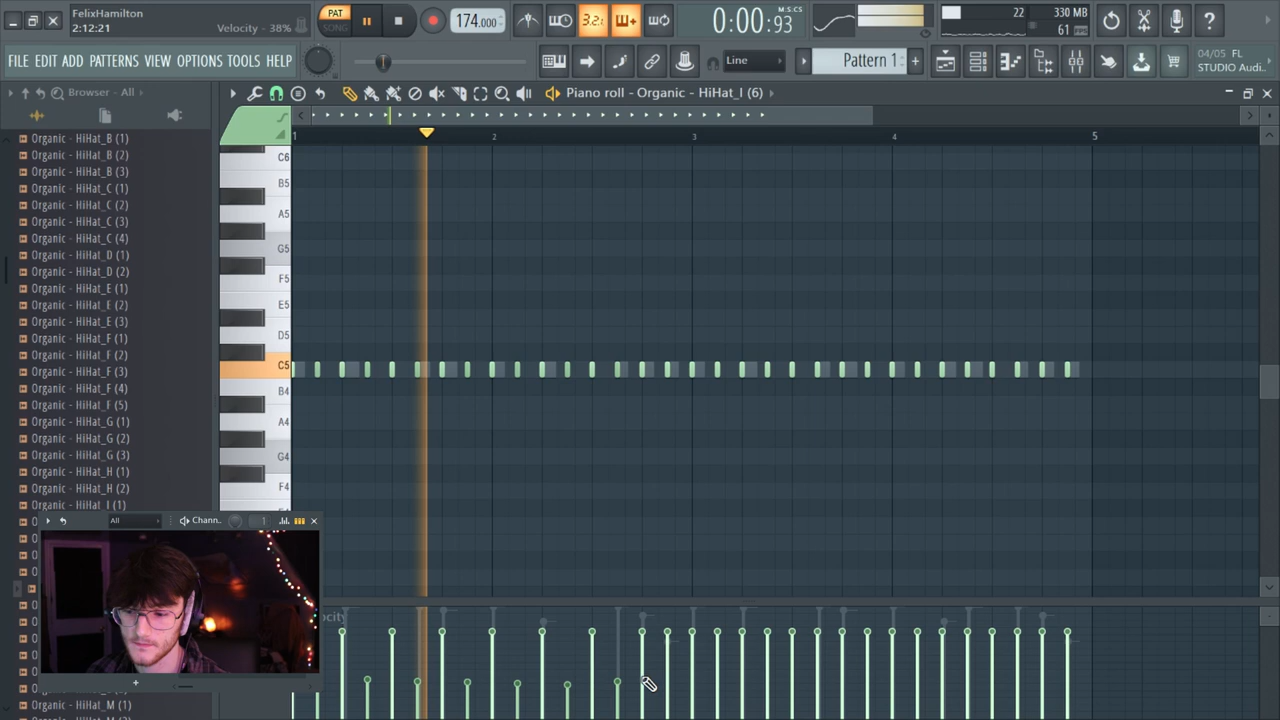 FelixHamilton
2:12:21
Velocity - 38%
PAT
SONG
174.000
3.2.
0:00:93
M:S:CS
22
330 MB
61
FILE EDIT ADD PATTERNS VIEW OPTIONS TOOLS HELP
Line
Pattern 1
04/05 FL
STUDIO Audi..
Browser - All
Piano roll - Organic - HiHat_I (6)
1 2 3 4 5
Organic - HiHat_B (1)
Organic - HiHat_B (2)
Organic - HiHat_B (3)
Organic - HiHat_C (1)
Organic - HiHat_C (2)
Organic - HiHat_C (3)
Organic - HiHat_C (4)
Organic - HiHat_D (1)
Organic - HiHat_D (2)
Organic - HiHat_E (1)
Organic - HiHat_E (2)
Organic - HiHat_E (3)
Organic - HiHat_F (1)
Organic - HiHat_F (2)
Organic - HiHat_F (3)
Organic - HiHat_F (4)
Organic - HiHat_F (5)
Organic - HiHat_G (1)
Organic - HiHat_G (2)
Organic - HiHat_G (3)
Organic - HiHat_H (1)
Organic - HiHat_H (2)
Organic - HiHat_I (1)
Organic - HiHat_M (1)
C6
B5
A5
G5
F5
E5
D5
C5
B4
A4
G4
F4
All
Chann..
1
ocity